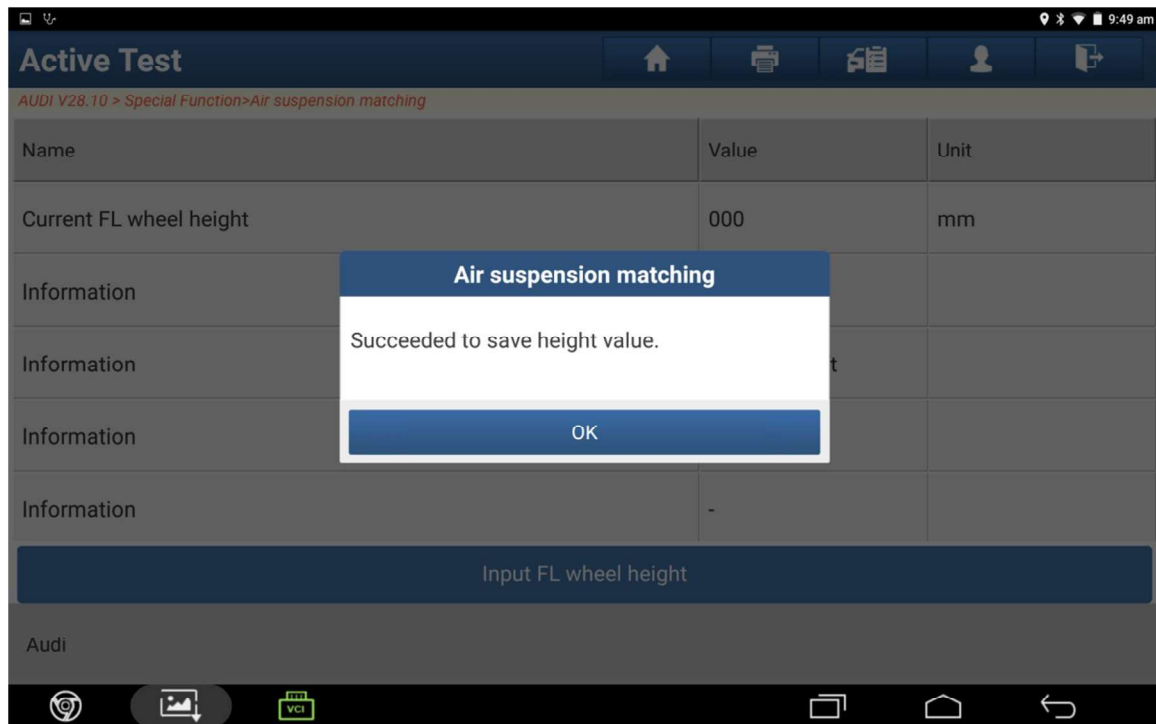 9:49 am
Active Test
AUDI V28.10 > Special Function>Air suspension matching
Name Value Unit
Current FL wheel height 000 mm
Air suspension matching
Information
Succeeded to save height value.
Information t
OK
Information
Information -
Input FL wheel height
Audi
VCI